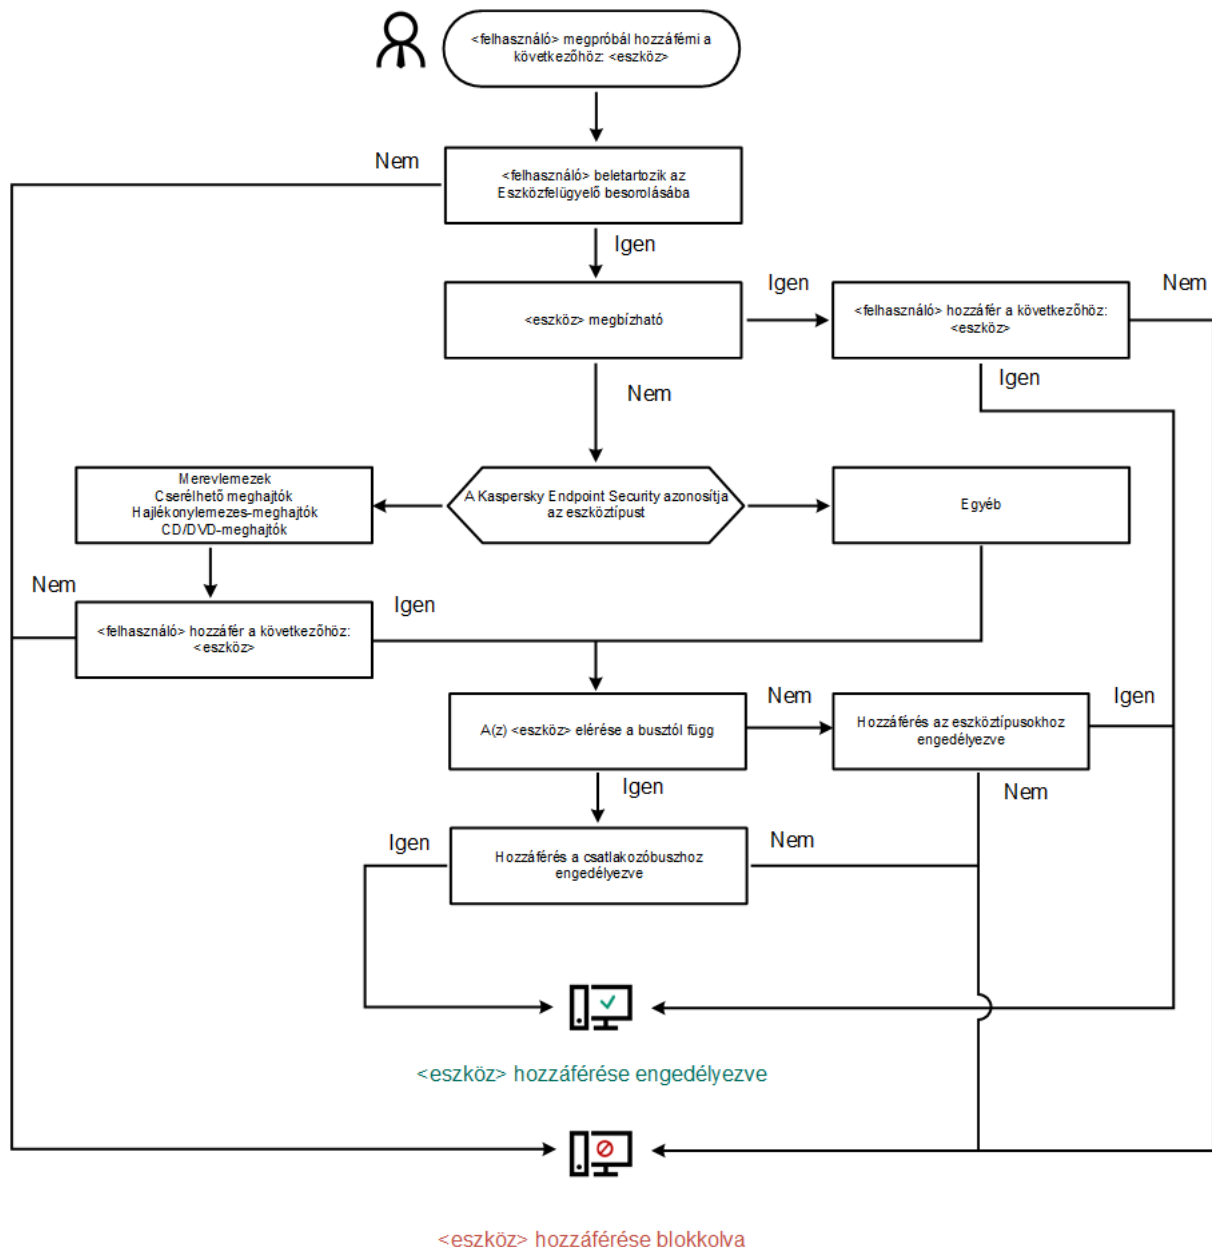 <felhasználó> megpróbál hozzáférni a
következőhöz: <eszköz>
Nem
<felhasználó> beletartozik az
Eszközfelügyelő besorolásába
Igen
Igen
Nem
<eszköz> megbízható
<felhasználó> hozzáfér a következőhöz:
<eszköz>
Igen
Nem
Merevlemezek
Cserélhető meghajtók
Hajlékonylemezes-meghajtók
CD/DVD-meghajtók
A Kaspersky Endpoint Security azonosítja
az eszköztípust
Egyéb
Nem
Igen
<felhasználó> hozzáfér a következőhöz:
<eszköz>
Nem
Igen
A(z) <eszköz> elérése a busztól függ
Hozzáférés az eszköztípusokhoz
engedélyezve
Igen
Nem
Igen
Nem
Hozzáférés a csatlakozóbuszhoz
engedélyezve
<eszköz> hozzáférése engedélyezve
<eszköz> hozzáférése blokkolva